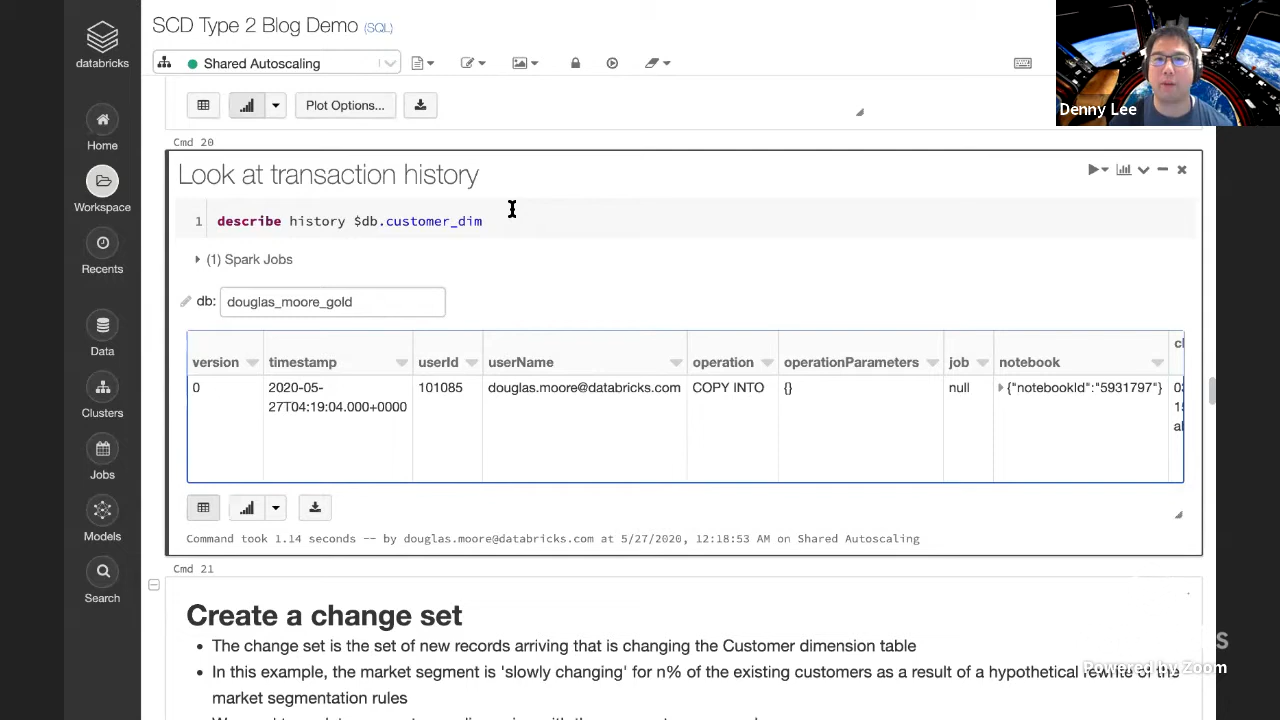 databricks
Home
Workspace
Recents
Data
Clusters
Jobs
Models
Search
SCD Type 2 Blog Demo (SQL)
Shared Autoscaling
Denny Lee
Plot Options...
Cmd 20
Look at transaction history
1 describe history $db.customer_dim
(1) Spark Jobs
db: douglas_moore_gold
version timestamp userId userName operation operationParameters job notebook cl
0 2020-05- 101085 douglas.moore@databricks.com COPY INTO {} null {"notebookId":"5931797"}
27T04:19:04.000+0000
Command took 1.14 seconds -- by douglas.moore@databricks.com at 5/27/2020, 12:18:53 AM on Shared Autoscaling
Cmd 21
Create a change set
• The change set is the set of new records arriving that is changing the Customer dimension table
• In this example, the market segment is 'slowly changing' for n% of the existing customers as a result of a hypothetical rewrite of the
market segmentation rules
Powered by Zoom